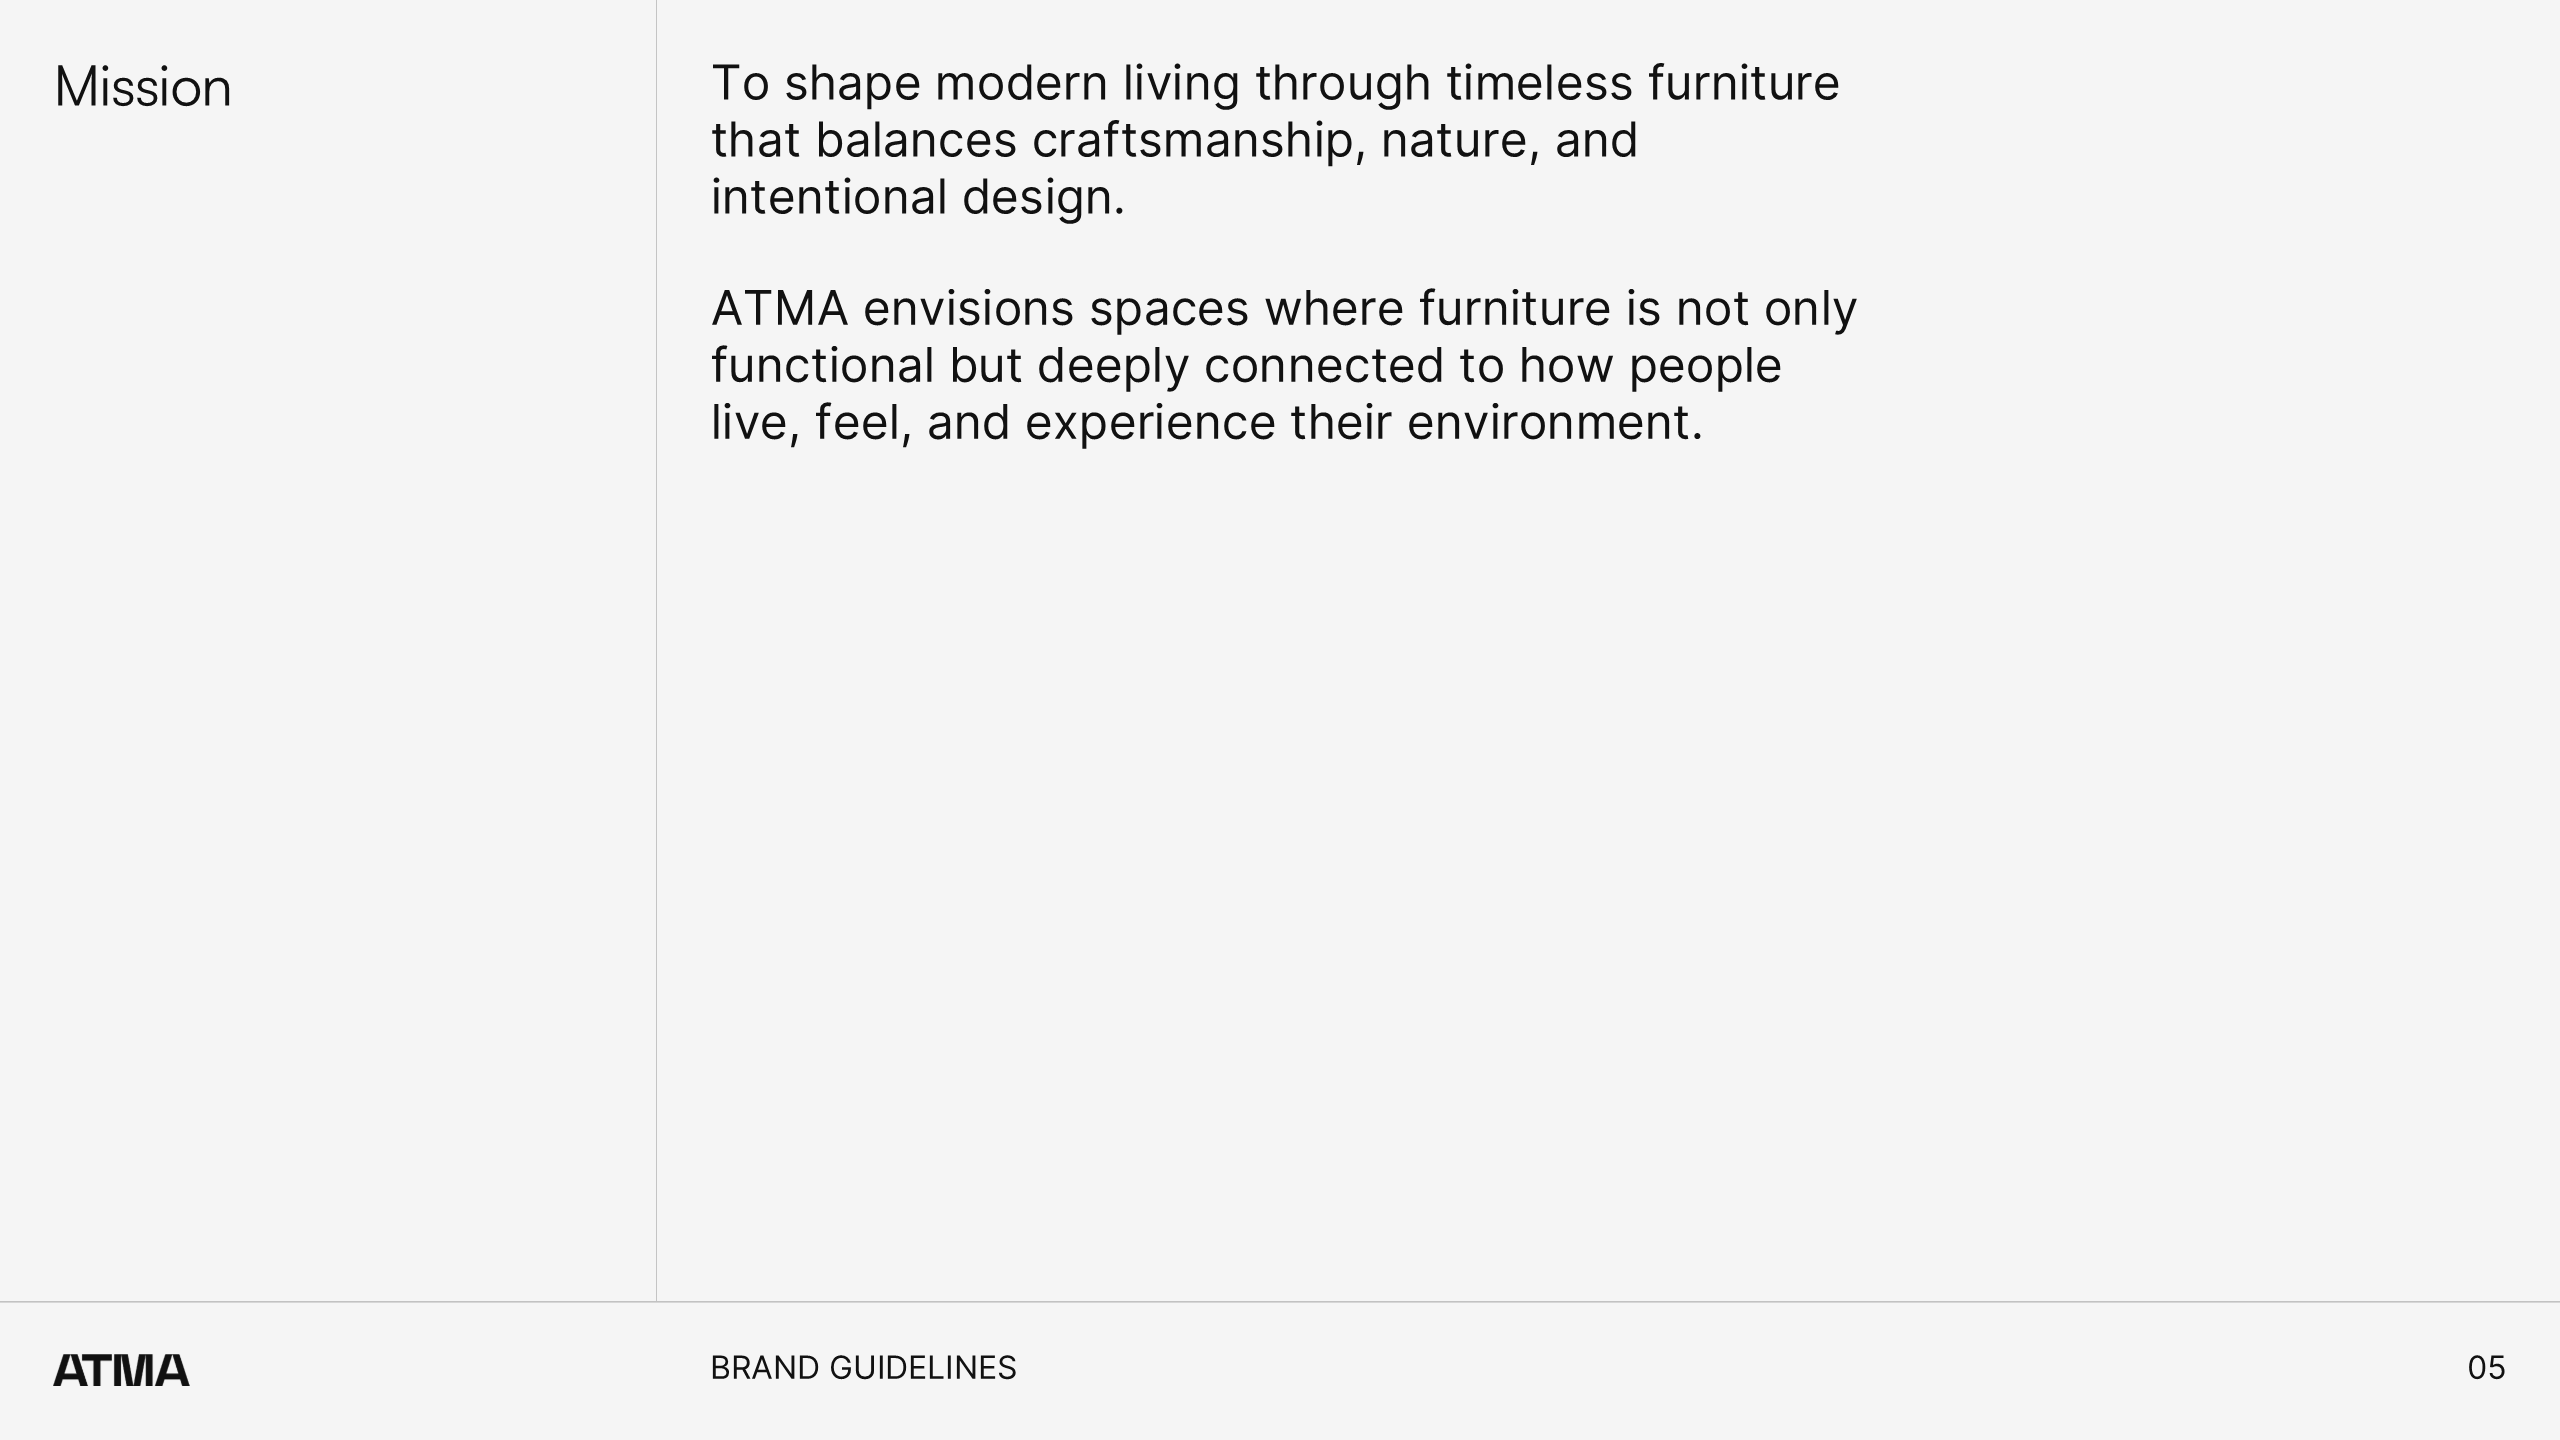 Mission
To shape modern living through timeless furniture
that balances craftsmanship, nature, and
intentional design.
ATMA envisions spaces where furniture is not only
functional but deeply connected to how people
live, feel, and experience their environment.
ATMA
BRAND GUIDELINES
05